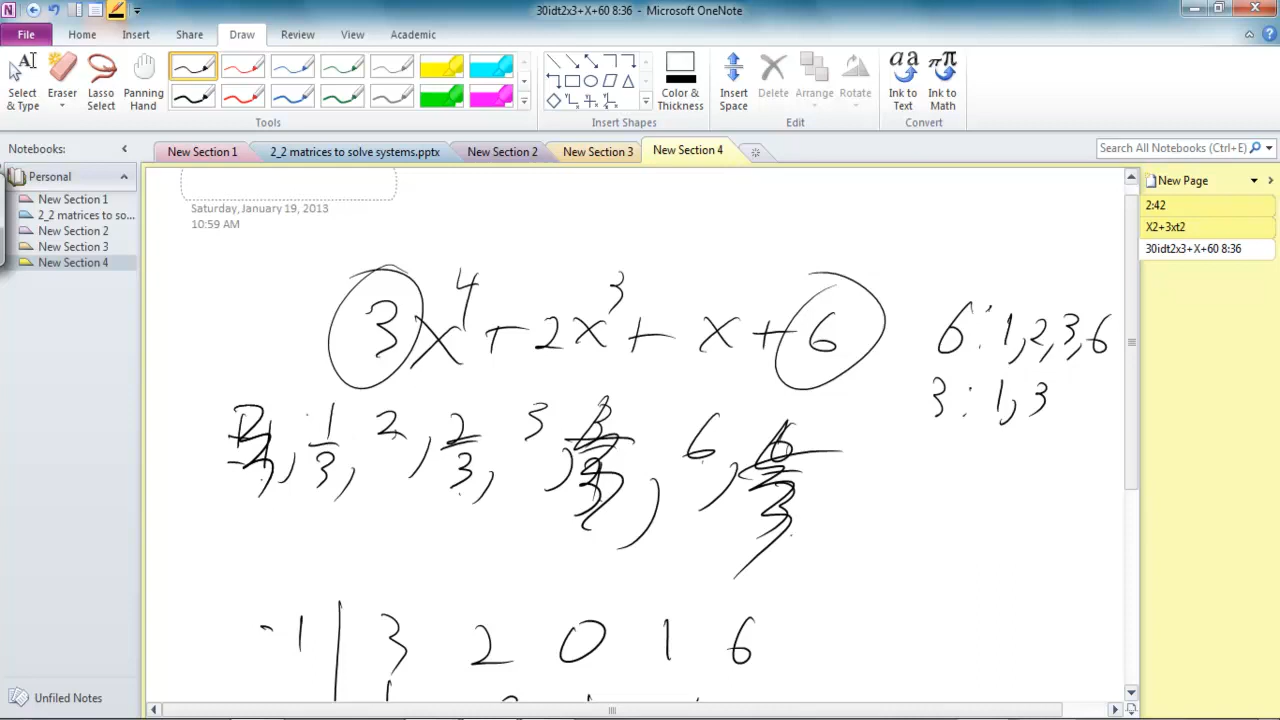 30idt2x3+X+60 8:36 - Microsoft OneNote
File Home Insert Share Draw Review View Academic
Select & Type Eraser Lasso Select Panning Hand
Color & Thickness Insert Space Delete Arrange Rotate Link to Text Link to Math
Tools Insert Shapes Edit Convert
Notebooks:
New Section 1 2_2 matrices to solve systems.pptx New Section 2 New Section 3 New Section 4
Search All Notebooks (Ctrl+E)
Personal
New Section 1
2_2 matrices to so...
New Section 2
New Section 3
New Section 4
Unfiled Notes
New Page
2:42
X2+3xt2
30idt2x3+X+60 8:36
Saturday, January 19, 2013
10:59 AM
3x^4 + 2x^3 + x + 6
6: 1, 2, 3, 6
3: 1, 3
, 1/3, 2, 2/3, 3, , 6,
-1 | 3 2 0 1 6